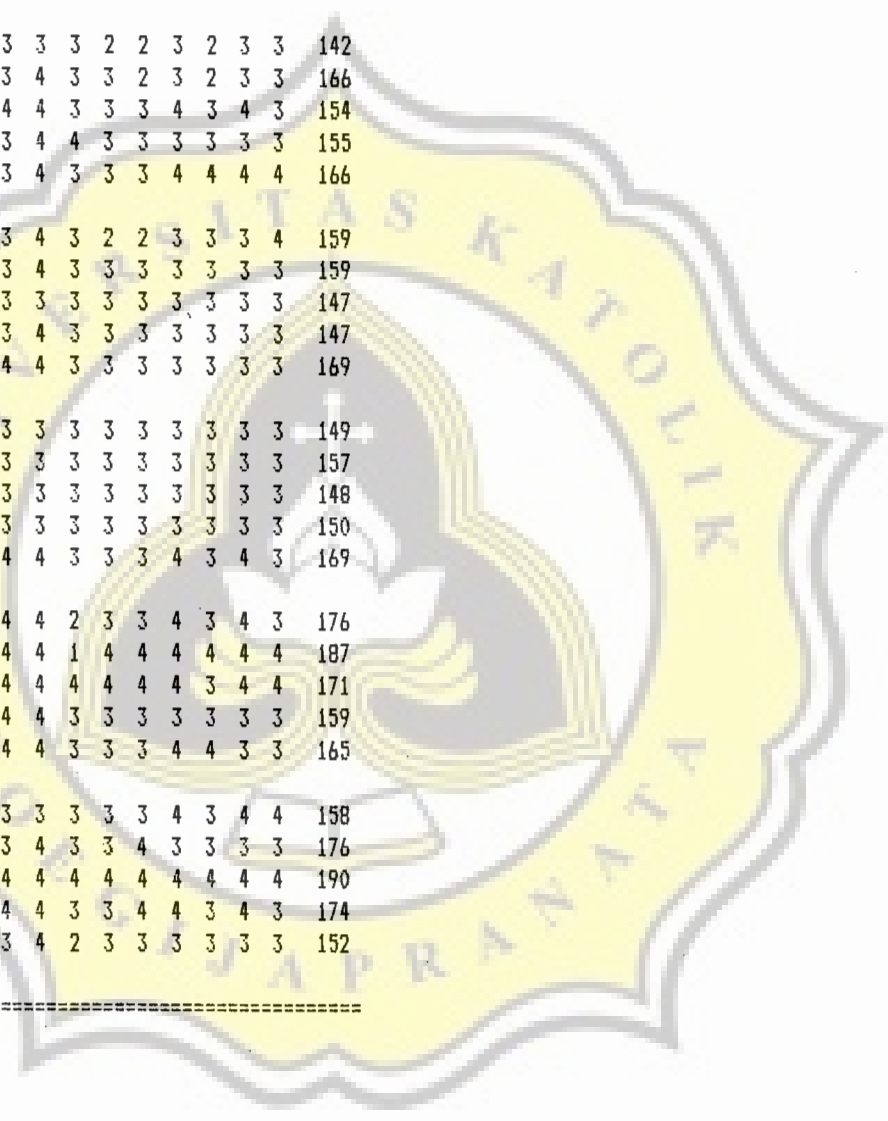 3 3 3 2 2 3 2 3 3 142
3 4 3 3 2 3 2 3 3 166
4 4 3 3 3 4 3 4 3 154
3 4 4 3 3 3 3 3 3 155
3 4 3 3 3 4 4 4 4 166
3 4 3 2 2 3 3 3 4 159
3 4 3 3 3 3 3 3 3 159
3 3 3 3 3 3 3 3 3 147
3 4 3 3 3 3 3 3 3 147
4 4 3 3 3 3 3 3 3 169
3 3 3 3 3 3 3 3 3 149
3 3 3 3 3 3 3 3 3 157
3 3 3 3 3 3 3 3 3 148
3 3 3 3 3 3 3 3 3 150
4 4 3 3 3 4 3 4 3 169
4 4 2 3 3 4 3 4 3 176
4 4 1 4 4 4 4 4 4 187
4 4 4 4 4 4 3 4 4 171
4 4 3 3 3 3 3 3 3 159
4 4 3 3 3 4 4 3 3 165
3 3 3 3 3 4 3 4 4 158
3 4 3 3 4 3 3 3 3 176
4 4 4 4 4 4 4 4 4 190
4 4 3 3 4 4 3 4 3 174
3 4 2 3 3 3 3 3 3 152
====================================
VERSITAS KATOLIK
OEGIJAPRANATA